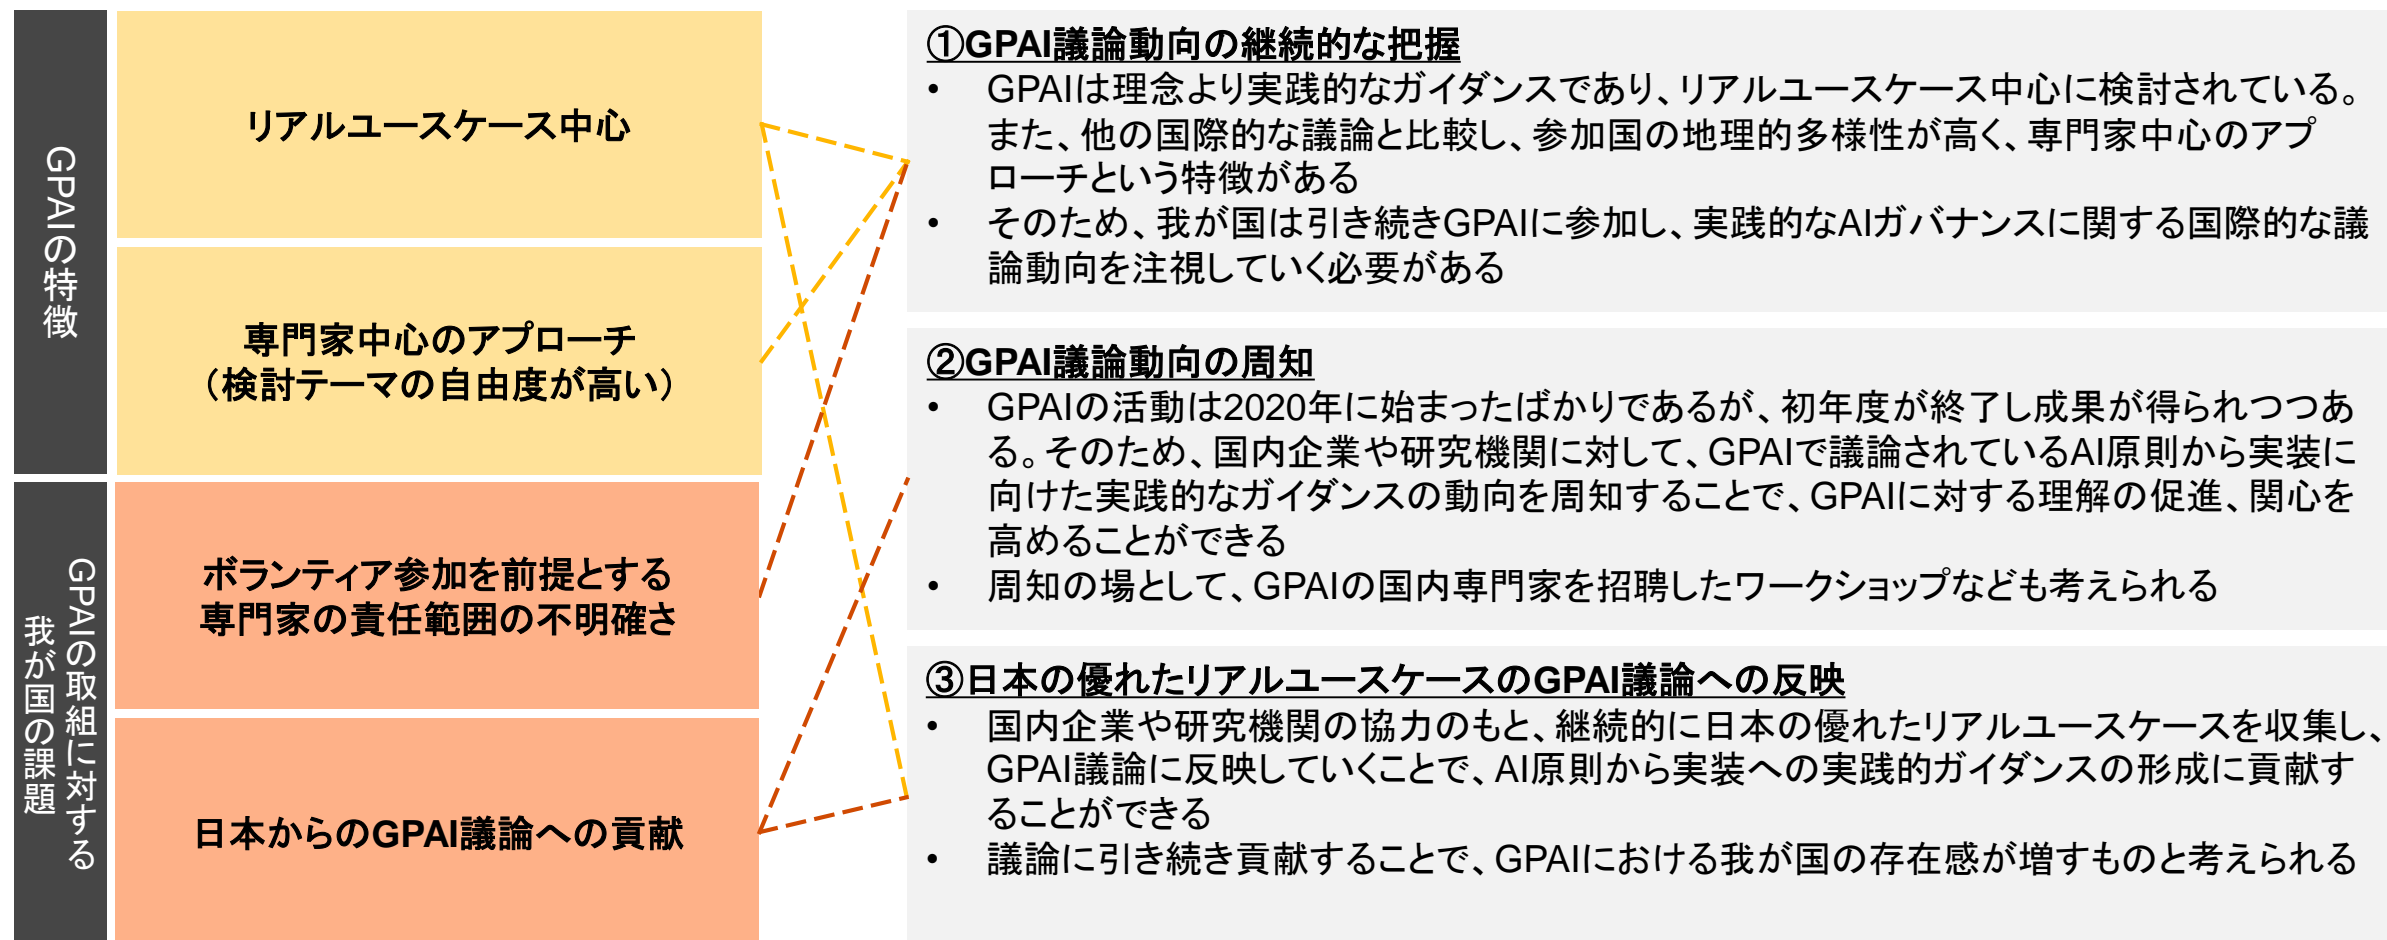 GPAIの特徴
リアルユースケース中心
専門家中心のアプローチ
（検討テーマの自由度が高い）
GPAIの取組に対する
我が国の課題
ボランティア参加を前提とする
専門家の責任範囲の不明確さ
日本からのGPAI議論への貢献
①GPAI議論動向の継続的な把握
• GPAIは理念より実践的なガイダンスであり、リアルユースケース中心に検討されている。
また、他の国際的な議論と比較し、参加国の地理的多様性が高く、専門家中心のアプ
ローチという特徴がある
• そのため、我が国は引き続きGPAIに参加し、実践的なAIガバナンスに関する国際的な議
論動向を注視していく必要がある
②GPAI議論動向の周知
• GPAIの活動は2020年に始まったばかりであるが、初年度が終了し成果が得られつつあ
る。そのため、国内企業や研究機関に対して、GPAIで議論されているAI原則から実装に
向けた実践的なガイダンスの動向を周知することで、GPAIに対する理解の促進、関心を
高めることができる
• 周知の場として、GPAIの国内専門家を招聘したワークショップなども考えられる
③日本の優れたリアルユースケースのGPAI議論への反映
• 国内企業や研究機関の協力のもと、継続的に日本の優れたリアルユースケースを収集し、
GPAI議論に反映していくことで、AI原則から実装への実践的ガイダンスの形成に貢献す
ることができる
• 議論に引き続き貢献することで、GPAIにおける我が国の存在感が増すものと考えられる